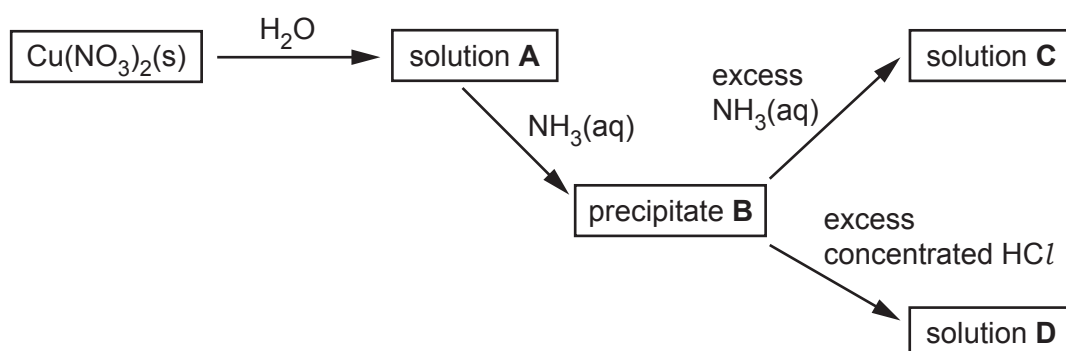 Cu(NO₃)₂(s)
H₂O
solution A
NH₃(aq)
precipitate B
excess
NH₃(aq)
solution C
excess
concentrated HCl
solution D